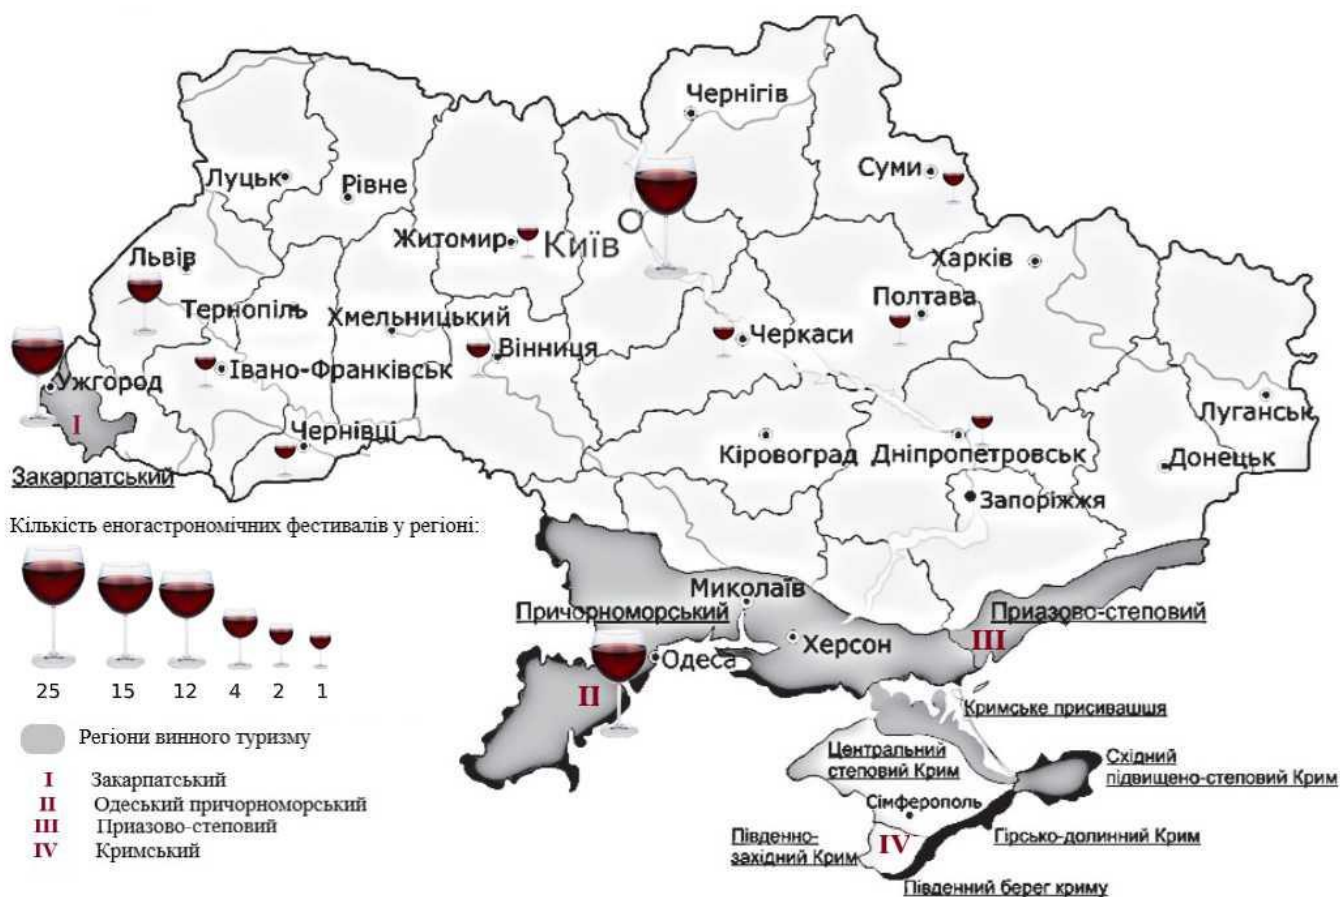 Чернігів
Суми
Луцьк
Рівне
Житомир
Київ
Львів
Харків
Тернопіль
Хмельницький
Полтава
Вінниця
Черкаси
Ужгород
Івано-Франківськ
I
Чернівці
Луганськ
Кіровоград
Дніпропетровськ
Донецьк
Закарпатський
Запоріжжя
Кількість еногастрономічних фестивалів у регіоні:
25 15 12 4 2 1
Регіони винного туризму
I Закарпатський
II Одеський причорноморський
III Приазово-степовий
IV Кримський
Миколаїв
Причорноморський
Приазово-степовий
III
Херсон
Одеса
II
Кримське присивашшя
Центральний
степовий Крим
Східний
підвищено-степовий Крим
Сімферополь
Південно-
західний Крим
IV
Гірсько-долинний Крим
Південний берег криму